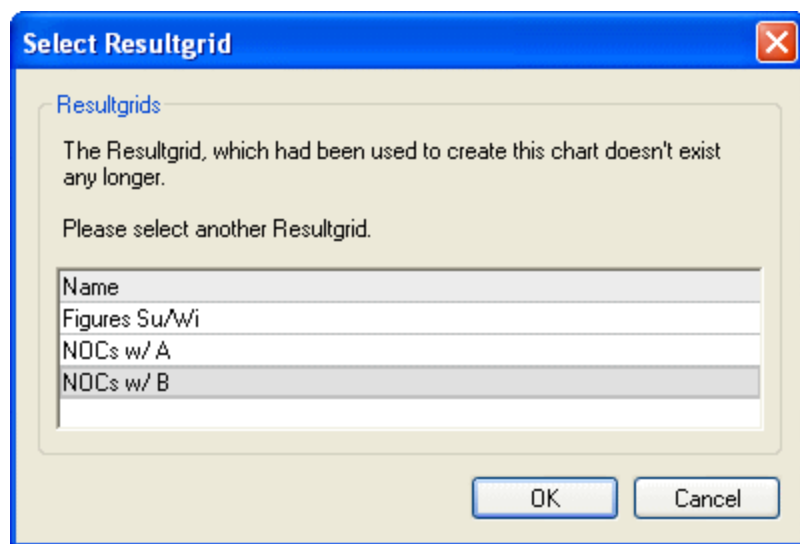 Select Resultgrid
Resultgrids
The Resultgrid, which had been used to create this chart doesn't exist
any longer.
Please select another Resultgrid.
Name
Figures Su/Wi
NOCs w/ A
NOCs w/ B
OK
Cancel